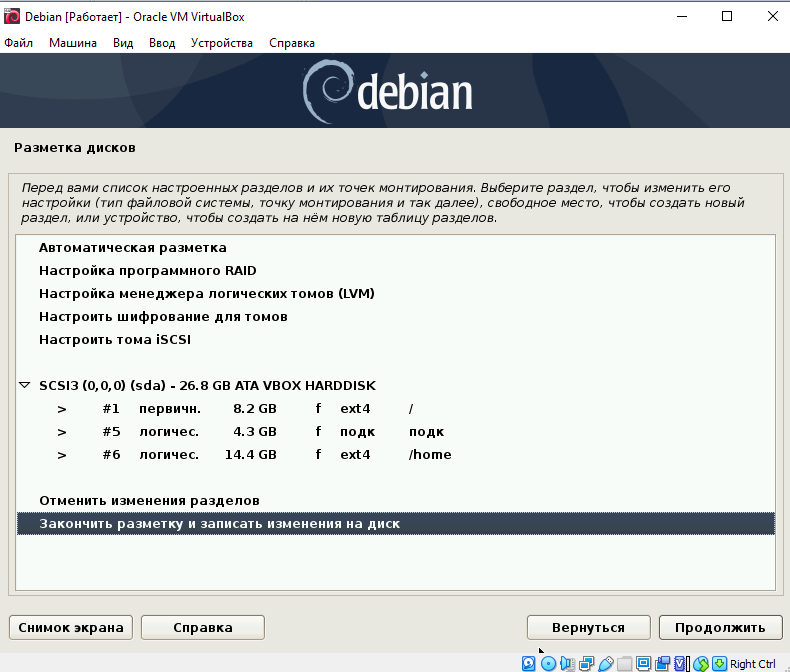 Debian [Работает] - Oracle VM VirtualBox
Файл Машина Вид Ввод Устройства Справка
debian
Разметка дисков
Перед вами список настроенных разделов и их точек монтирования. Выберите раздел, чтобы изменить его
настройки (тип файловой системы, точку монтирования и так далее), свободное место, чтобы создать новый
раздел, или устройство, чтобы создать на нём новую таблицу разделов.
Автоматическая разметка
Настройка программного RAID
Настройка менеджера логических томов (LVM)
Настроить шифрование для томов
Настроить тома iSCSI
SCSI3 (0,0,0) (sda) - 26.8 GB ATA VBOX HARDDISK
> #1 первичн. 8.2 GB f ext4 /
> #5 логичес. 4.3 GB f подк подк
> #6 логичес. 14.4 GB f ext4 /home
Отменить изменения разделов
Закончить разметку и записать изменения на диск
Снимок экрана Справка Вернуться Продолжить
Right Ctrl